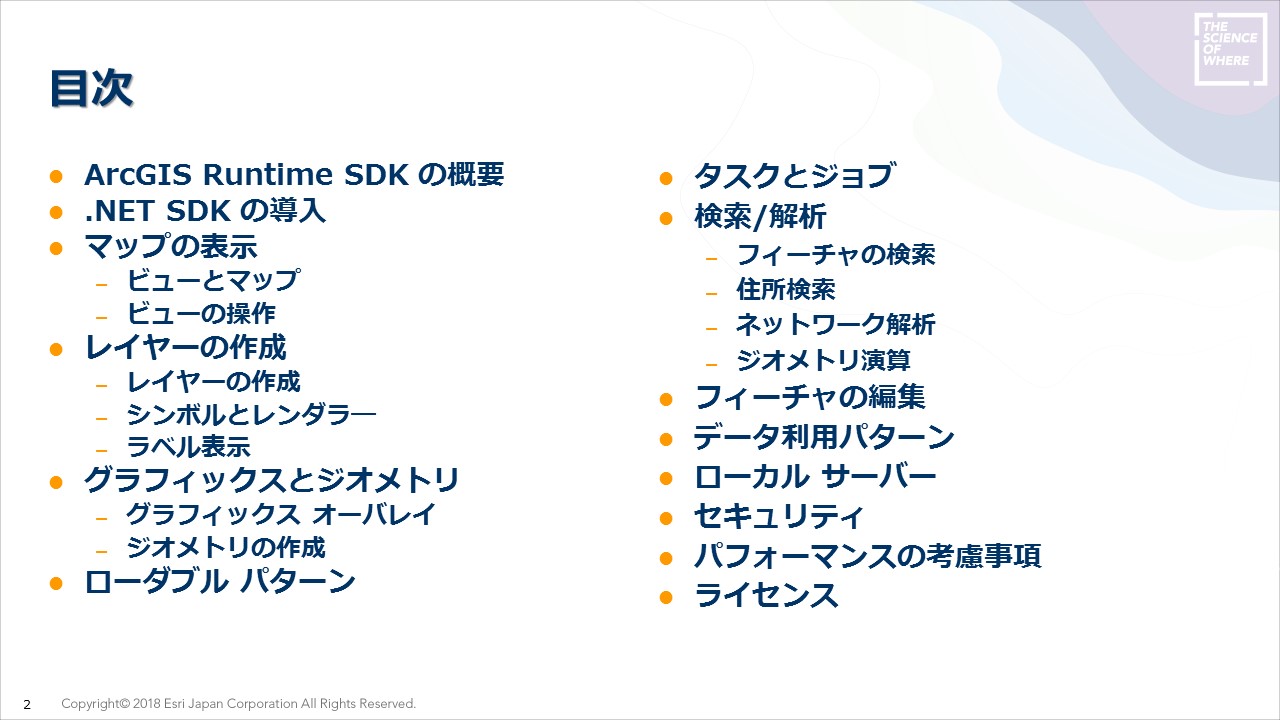 THE
SCIENCE
OF
WHERE
目次
ArcGIS Runtime SDK の概要
.NET SDK の導入
マップの表示
ビューとマップ
ビューの操作
レイヤーの作成
レイヤーの作成
シンボルとレンダラ―
ラベル表示
グラフィックスとジオメトリ
グラフィックス オーバレイ
ジオメトリの作成
ローダブル パターン
タスクとジョブ
検索/解析
フィーチャの検索
住所検索
ネットワーク解析
ジオメトリ演算
フィーチャの編集
データ利用パターン
ローカル サーバー
セキュリティ
パフォーマンスの考慮事項
ライセンス
2
Copyright© 2018 Esri Japan Corporation All Rights Reserved.